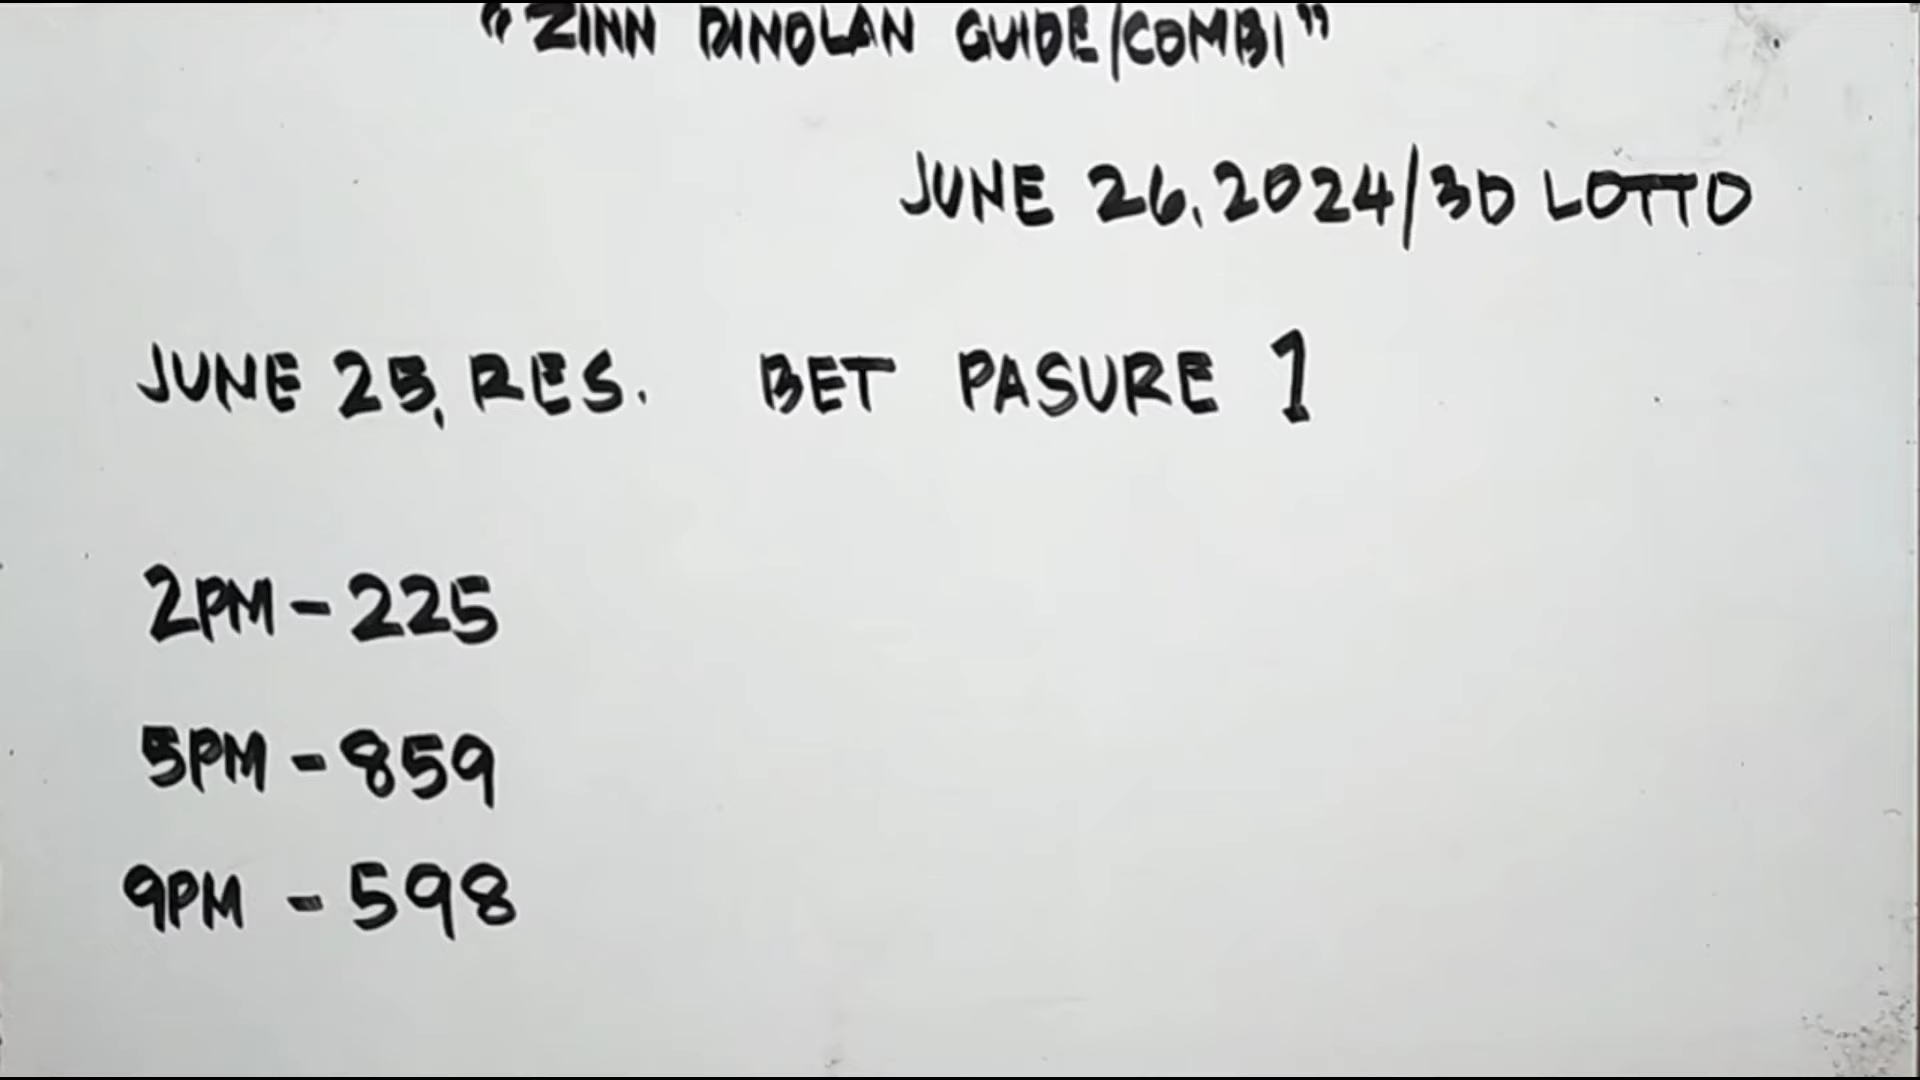 "ZINN DINOLAN GUIDE/COMBI"
JUNE 26, 2024/3D LOTTO
JUNE 25, RES. BET PASURE 1
2PM - 225
5PM - 859
9PM - 598